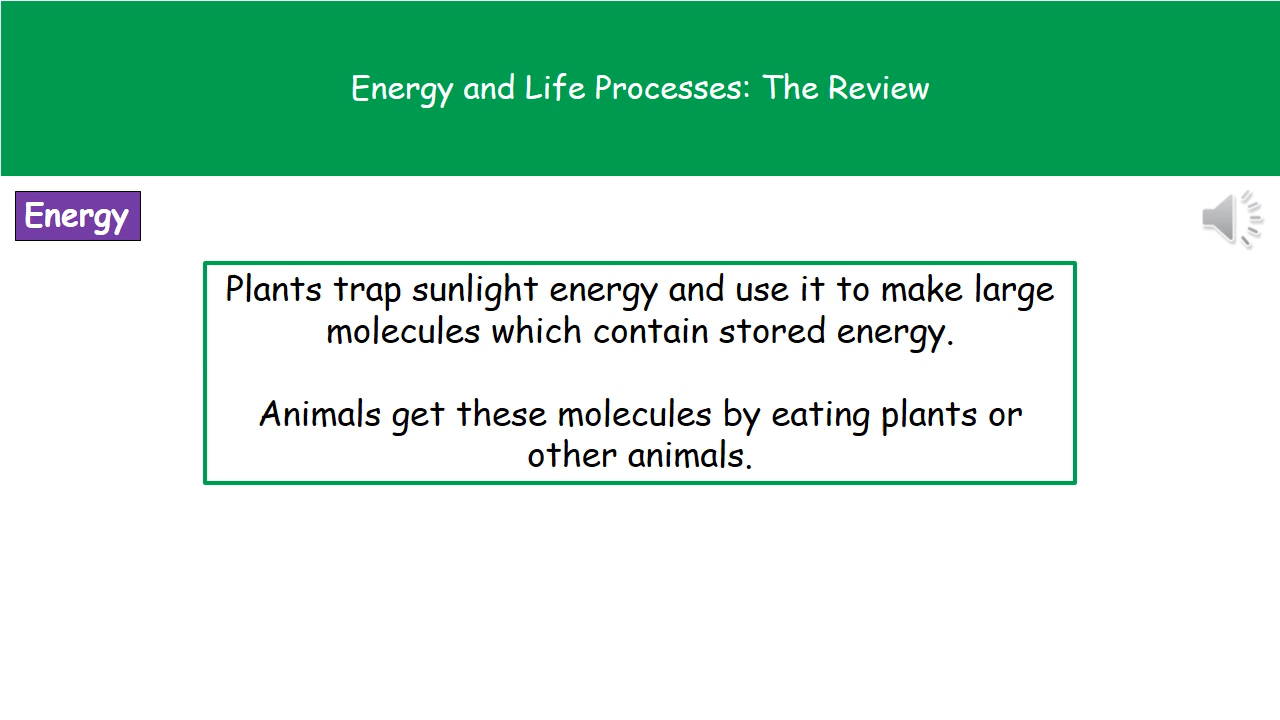 Energy and Life Processes: The Review
Energy
Plants trap sunlight energy and use it to make large
molecules which contain stored energy.
Animals get these molecules by eating plants or
other animals.